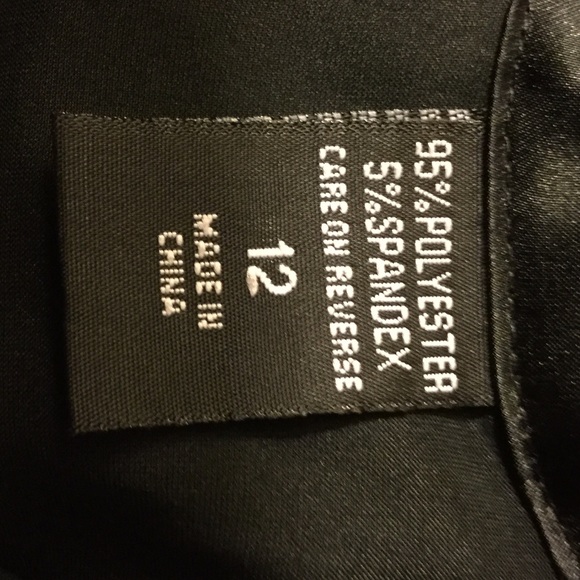 95%POLYESTER
5%SPANDEX
CARE ON REVERSE
12
MADE IN
CHINA